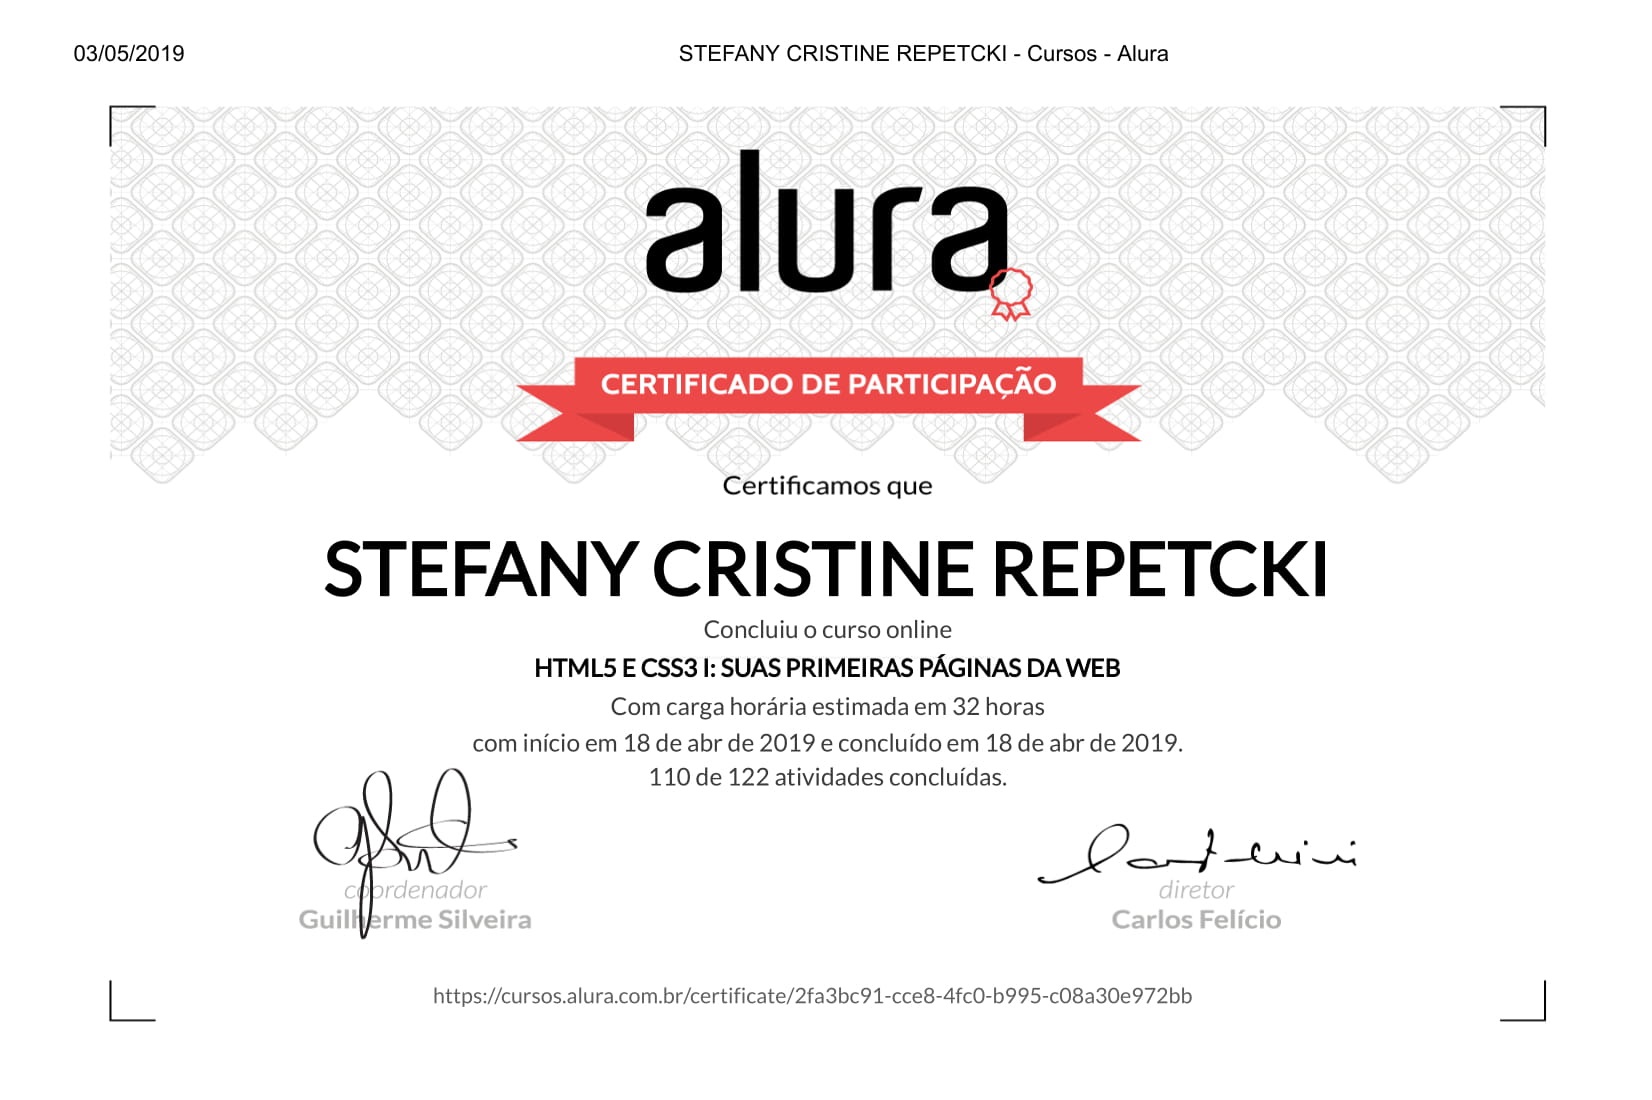 03/05/2019 STEFANY CRISTINE REPETCKI - Cursos - Alura
alura
CERTIFICADO DE PARTICIPAÇÃO
Certificamos que
STEFANY CRISTINE REPETCKI
Concluiu o curso online
HTML5 E CSS3 I: SUAS PRIMEIRAS PÁGINAS DA WEB
Com carga horária estimada em 32 horas
com início em 18 de abr de 2019 e concluído em 18 de abr de 2019.
110 de 122 atividades concluídas.
coordenador
Guilherme Silveira
diretor
Carlos Felício
https://cursos.alura.com.br/certificate/2fa3bc91-cce8-4fc0-b995-c08a30e972bb